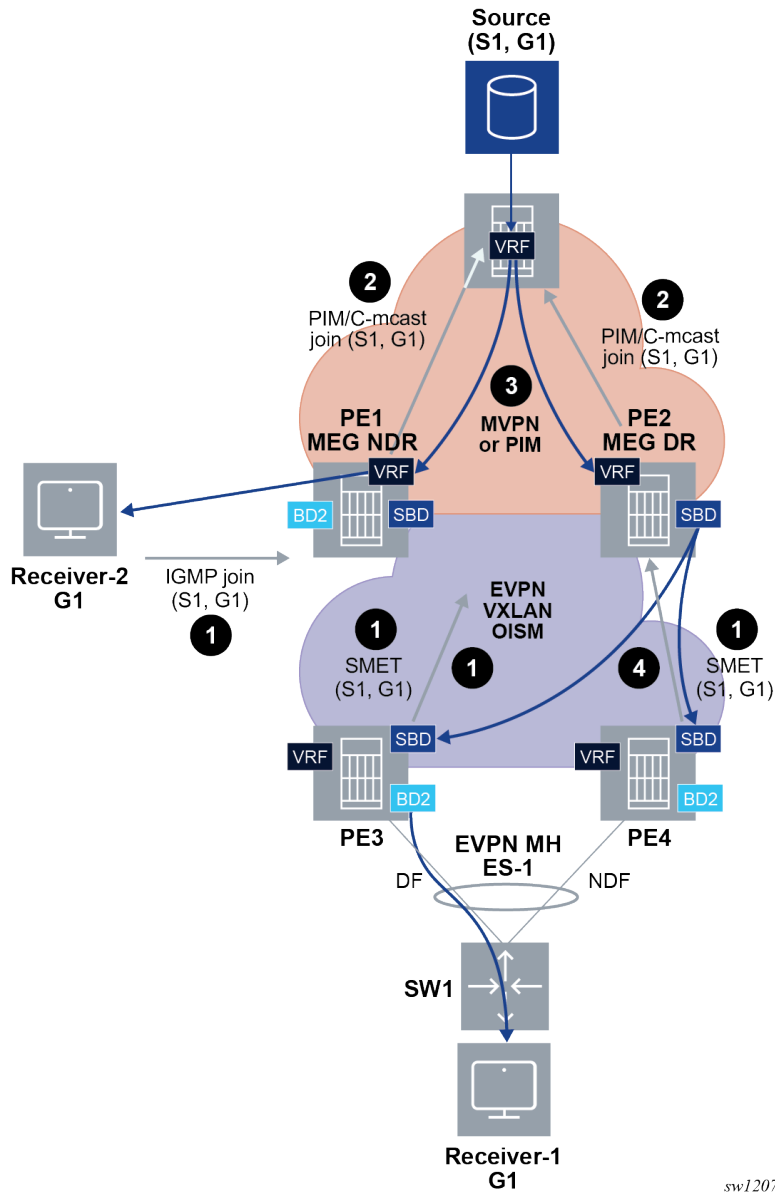 Source
(S1, G1)
VRF
2
PIM/C-mcast
join (S1, G1)
2
PIM/C-mcast
join (S1, G1)
3
MVPN
or PIM
PE1
MEG NDR
PE2
MEG DR
VRF
VRF
BD2
SBD
SBD
Receiver-2
G1
IGMP join
(S1, G1)
1
EVPN
VXLAN
OISM
1
SMET
(S1, G1)
1
4
1
SMET
(S1, G1)
SBD
SBD
VRF
VRF
BD2
BD2
PE3
PE4
EVPN MH
ES-1
DF
NDF
SW1
Receiver-1
G1
sw1207